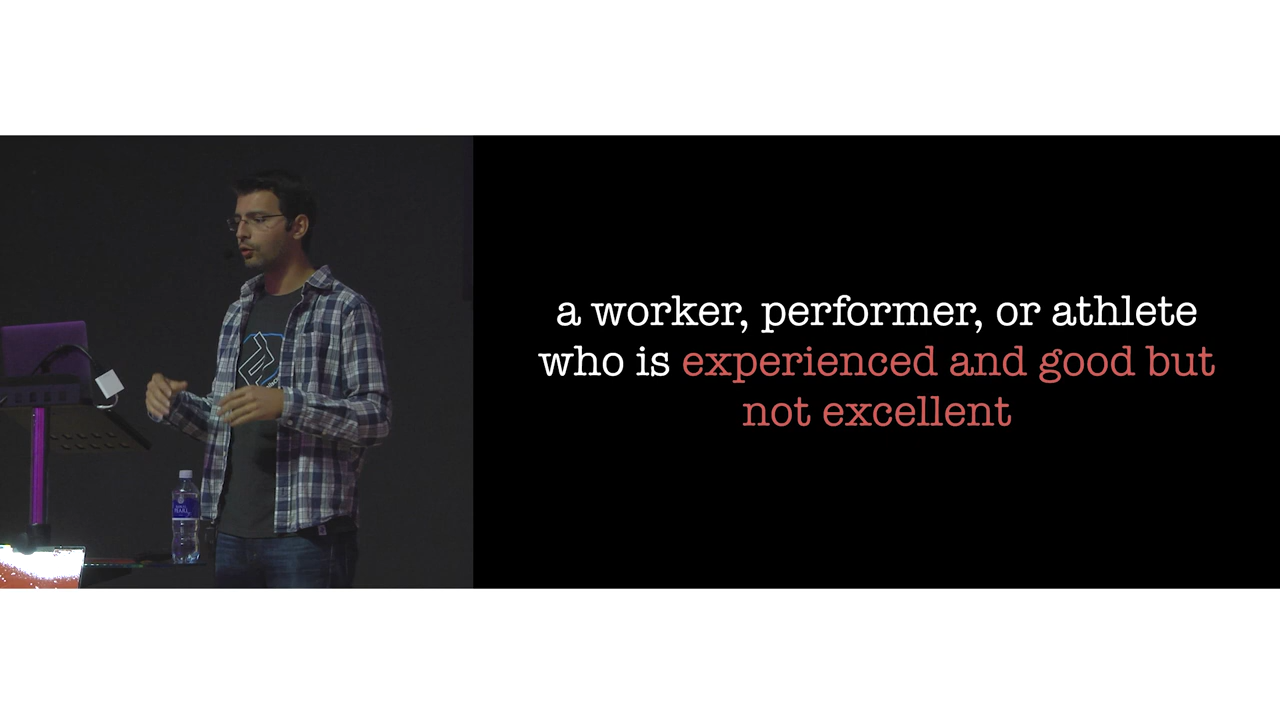 a worker, performer, or athlete
who is experienced and good but
not excellent